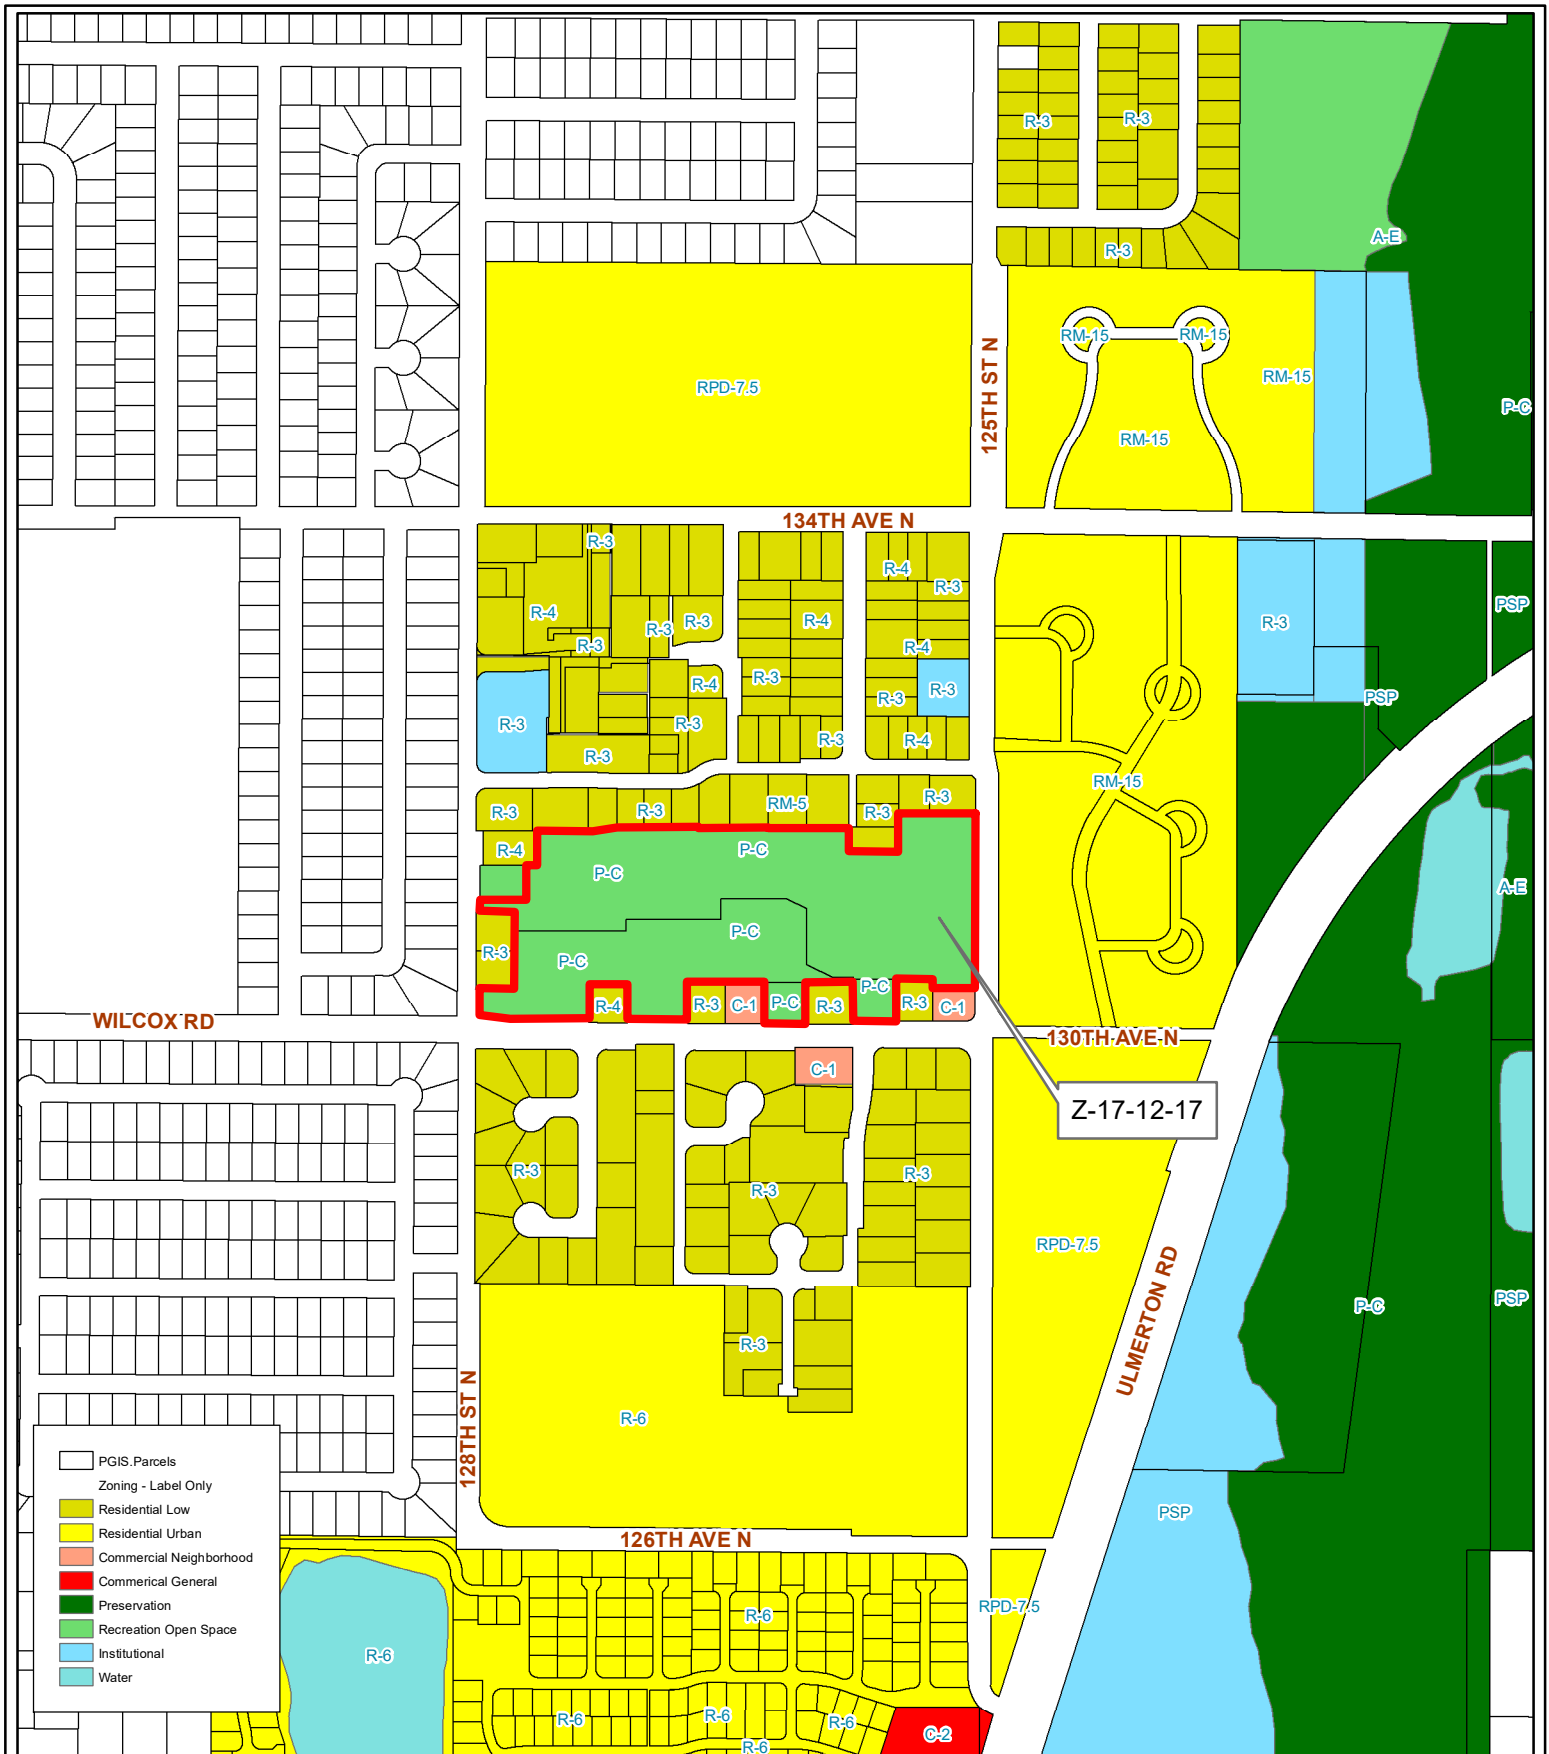 R-3
R-3
R-3
A-E
RM-15
RM-15
RM-15
RPD-7.5
125TH ST N
P-C
RM-15
134TH AVE N
R-3
R-4
R-3
R-4
R-3
R-3
R-3
R-4
R-3
R-3
R-4
PSP
R-3
R-4
R-3
R-3
R-3
PSP
R-3
R-3
R-3
R-4
R-3
RM-15
R-3
R-3
RM-5
R-3
R-3
R-4
P-C
P-C
A-E
P-C
R-3
P-C
P-C
R-4
R-3
C-1
P-C
R-3
P-C
R-3
C-1
WILCOX RD
130TH AVE N
C-1
Z-17-12-17
R-3
R-3
R-3
RPD-7.5
ULMERTON RD
P-C
PSP
R-3
128TH ST N
R-6
PGIS.Parcels
Zoning - Label Only
Residential Low
Residential Urban
Commercial Neighborhood
Commerical General
Preservation
Recreation Open Space
Institutional
Water
PSP
126TH AVE N
RPD-7.5
R-6
R-6
R-6
R-6
R-6
R-6
C-2